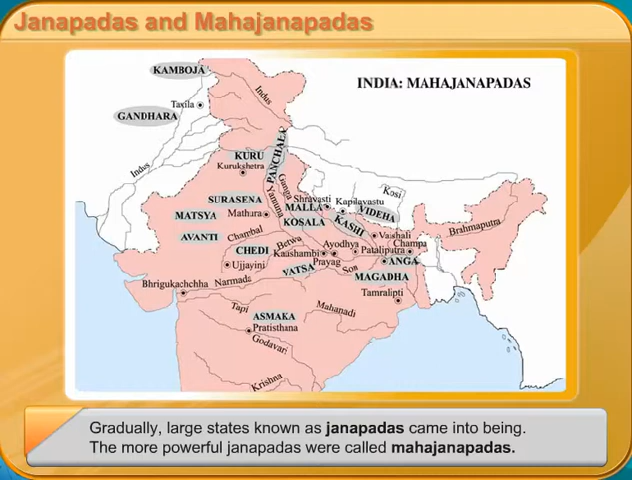 Janapadas and Mahajanapadas
INDIA: MAHAJANAPADAS
KAMBOJA
Indus
Taxila
GANDHARA
Indus
KURU
Kurukshetra
PANCHALA
Ganga
Yamuna
SURASENA
Mathura
MATSYA
AVANTI
MALLA
Shravasti
Kapilavastu
Kosi
VIDEHA
KOSALA
KASHI
Brahmaputra
Chambal
Betwa
CHEDI
Kaashambi
Ayodhya
Prayag
Vaishali
Pataliputra
Champa
ANGA
Ujjayini
VATSA
Son
MAGADHA
Bhrigukachchha
Narmada
Tamralipti
Tapi
Mahanadi
ASMAKA
Pratisthana
Godavari
Krishna
Gradually, large states known as janapadas came into being.
The more powerful janapadas were called mahajanapadas.